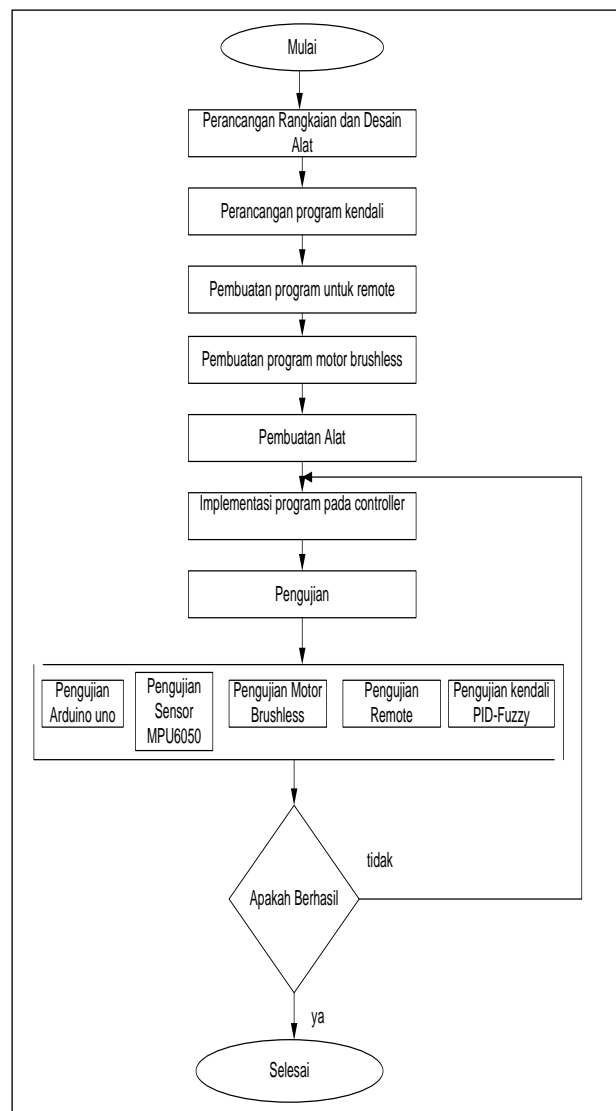 Mulai
Perancangan Rangkaian dan Desain
Alat
Perancangan program kendali
Pembuatan program untuk remote
Pembuatan program motor brushless
Pembuatan Alat
Implementasi program pada controller
Pengujian
Pengujian
Arduino uno
Pengujian
Sensor
MPU6050
Pengujian Motor
Brushless
Pengujian
Remote
Pengujian kendali
PID-Fuzzy
Apakah Berhasil
tidak
ya
Selesai